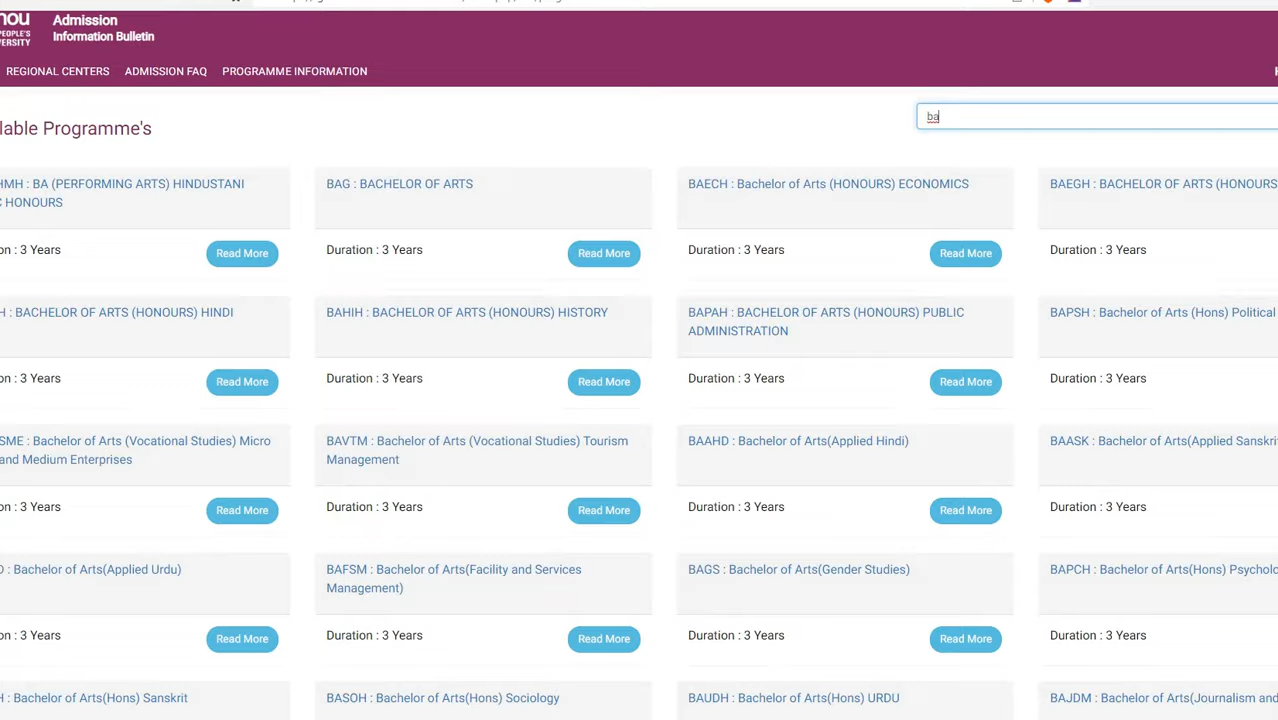 Admission
PEOPLE'S
Information Bulletin
REGIONAL CENTERS ADMISSION FAQ PROGRAMME INFORMATION
ba
Programme's
BA (PERFORMING ARTS) HINDUSTANI
HONOURS
BAG : BACHELOR OF ARTS
BAECH : Bachelor of Arts (HONOURS) ECONOMICS
BAEGH : BACHELOR OF ARTS (HONOURS
: 3 Years
Read More
Duration : 3 Years
Read More
Duration : 3 Years
Read More
Duration : 3 Years
: BACHELOR OF ARTS (HONOURS) HINDI
BAHIH : BACHELOR OF ARTS (HONOURS) HISTORY
BAPAH : BACHELOR OF ARTS (HONOURS) PUBLIC
ADMINISTRATION
BAPSH : Bachelor of Arts (Hons) Political
: 3 Years
Read More
Duration : 3 Years
Read More
Duration : 3 Years
Read More
Duration : 3 Years
: Bachelor of Arts (Vocational Studies) Micro
and Medium Enterprises
BAVTM : Bachelor of Arts (Vocational Studies) Tourism
Management
BAAHD : Bachelor of Arts(Applied Hindi)
BAASK : Bachelor of Arts(Applied
: 3 Years
Read More
Duration : 3 Years
Read More
Duration : 3 Years
Read More
Duration : 3 Years
: Bachelor of Arts(Applied Urdu)
BAFSM : Bachelor of Arts(Facility and Services
Management)
BAGS : Bachelor of Arts(Gender Studies)
BAPCH : Bachelor of Arts(Hons)
: 3 Years
Read More
Duration : 3 Years
Read More
Duration : 3 Years
Read More
Duration : 3 Years
: Bachelor of Arts(Hons) Sanskrit
BASOH : Bachelor of Arts(Hons) Sociology
BAUDH : Bachelor of Arts(Hons) URDU
BAJDM : Bachelor of Arts(Journalism and